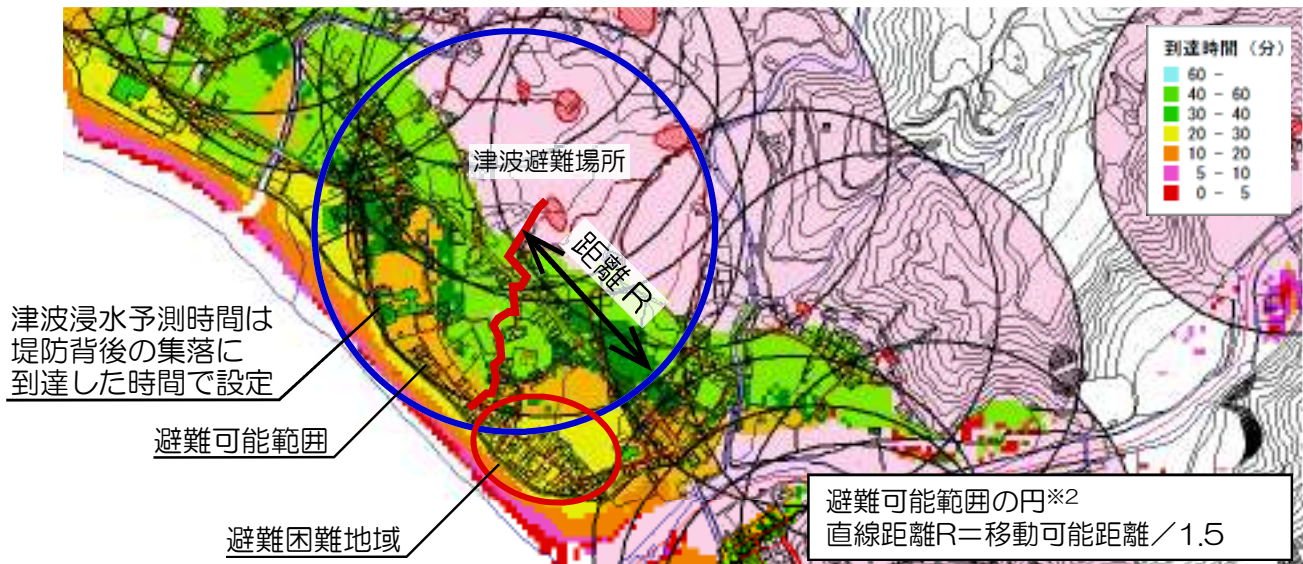 到達時間（分）
60 -
40 - 60
30 - 40
20 - 30
10 - 20
5 - 10
0 - 5
津波避難場所
距離R
津波浸水予測時間は
堤防背後の集落に
到達した時間で設定
避難可能範囲
避難困難地域
避難可能範囲の円※2
直線距離R＝移動可能距離／1.5